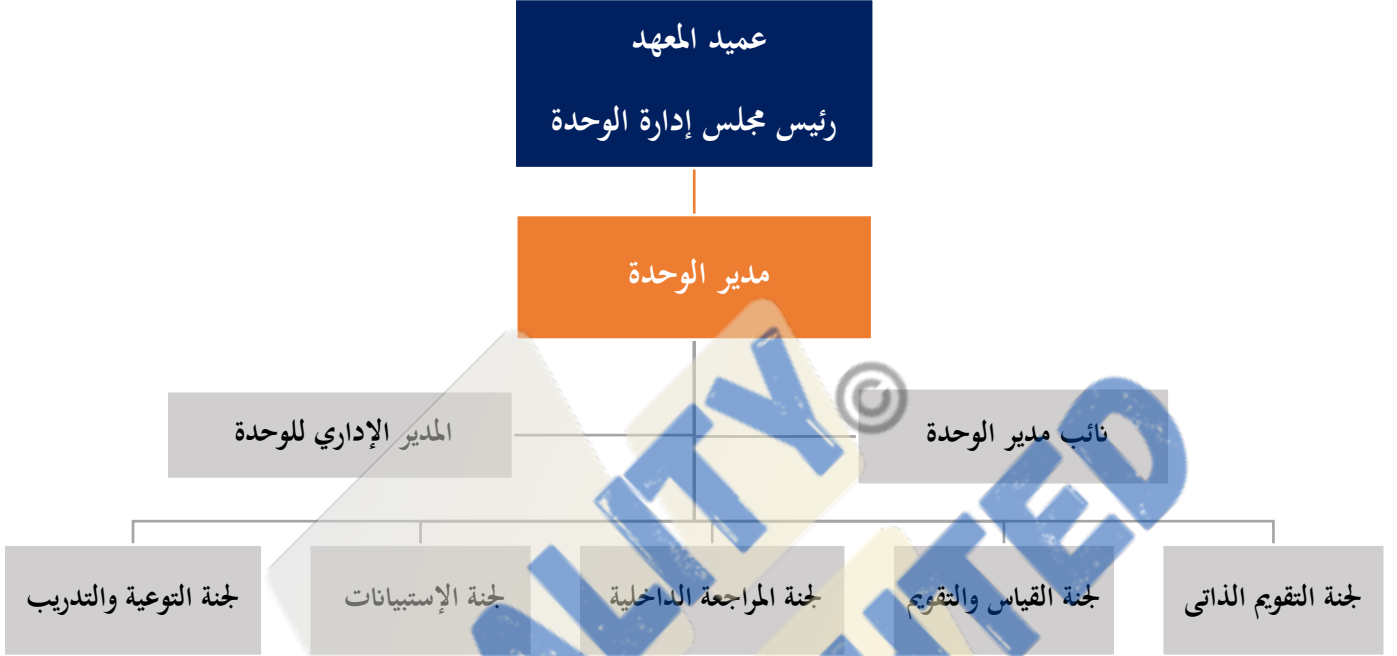 عميد المعهد
رئيس مجلس إدارة الوحدة
مدير الوحدة
نائب مدير الوحدة
المدير الإداري للوحدة
لجنة التقويم الذاتى
لجنة القياس والتقويم
لجنة المراجعة الداخلية
لجنة الإستبيانات
لجنة التوعية والتدريب
©
ALITY